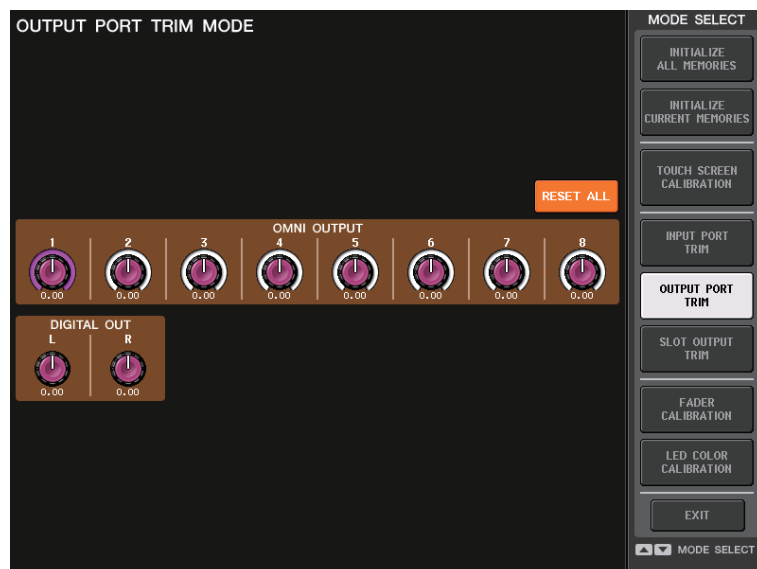 OUTPUT PORT TRIM MODE
RESET ALL
OMNI OUTPUT
1 2 3 4 5 6 7 8
0.00 0.00 0.00 0.00 0.00 0.00 0.00 0.00
DIGITAL OUT
L R
0.00 0.00
MODE SELECT
INITIALIZE
ALL MEMORIES
INITIALIZE
CURRENT MEMORIES
TOUCH SCREEN
CALIBRATION
INPUT PORT
TRIM
OUTPUT PORT
TRIM
SLOT OUTPUT
TRIM
FADER
CALIBRATION
LED COLOR
CALIBRATION
EXIT
MODE SELECT